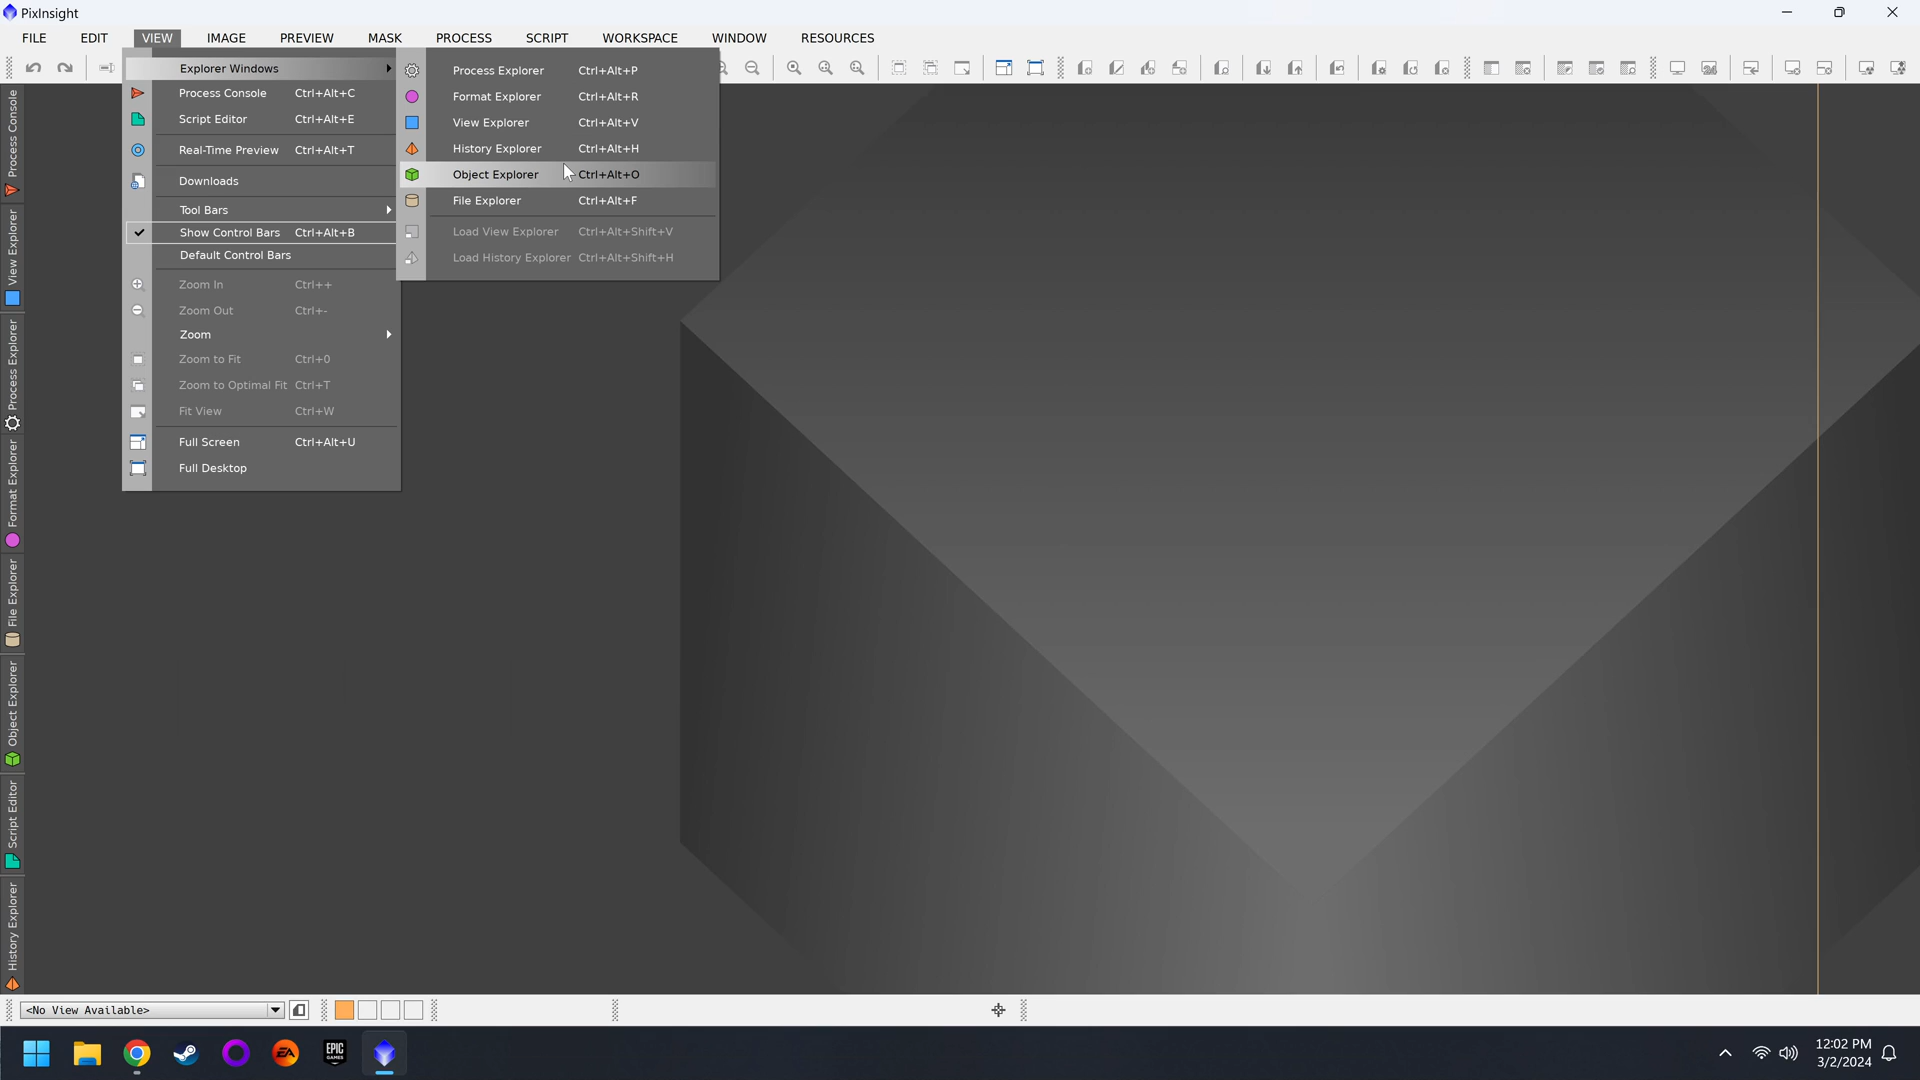 PixInsight
FILE EDIT VIEW IMAGE PREVIEW MASK PROCESS SCRIPT WORKSPACE WINDOW RESOURCES
Explorer Windows
Process Console Ctrl+Alt+C
Script Editor Ctrl+Alt+E
Real-Time Preview Ctrl+Alt+T
Downloads
Tool Bars
Show Control Bars Ctrl+Alt+B
Default Control Bars
Zoom In Ctrl++
Zoom Out Ctrl+-
Zoom
Zoom to Fit Ctrl+0
Zoom to Optimal Fit Ctrl+T
Fit View Ctrl+W
Full Screen Ctrl+Alt+U
Full Desktop
Process Explorer Ctrl+Alt+P
Format Explorer Ctrl+Alt+R
View Explorer Ctrl+Alt+V
History Explorer Ctrl+Alt+H
Object Explorer Ctrl+Alt+O
File Explorer Ctrl+Alt+F
Load View Explorer Ctrl+Alt+Shift+V
Load History Explorer Ctrl+Alt+Shift+H
Process Console
View Explorer
Process Explorer
Format Explorer
File Explorer
Object Explorer
Script Editor
History Explorer
<No View Available>
EA
EPIC
GAMES
12:02 PM
3/2/2024